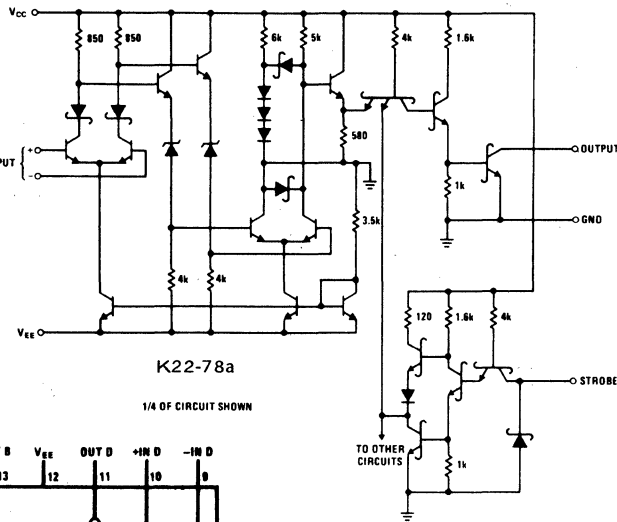 VCC
850 850
6k 5k
4k
1.6k
580
+
PUT
-
OUTPUT
1k
GND
3.5k
4k 4k
VEE
120 1.6k 4k
STROBE
TO OTHER
CIRCUITS
1k
K22-78a
1/4 OF CIRCUIT SHOWN
B VEE OUT D +IN D -IN D
13 12 11 10 9